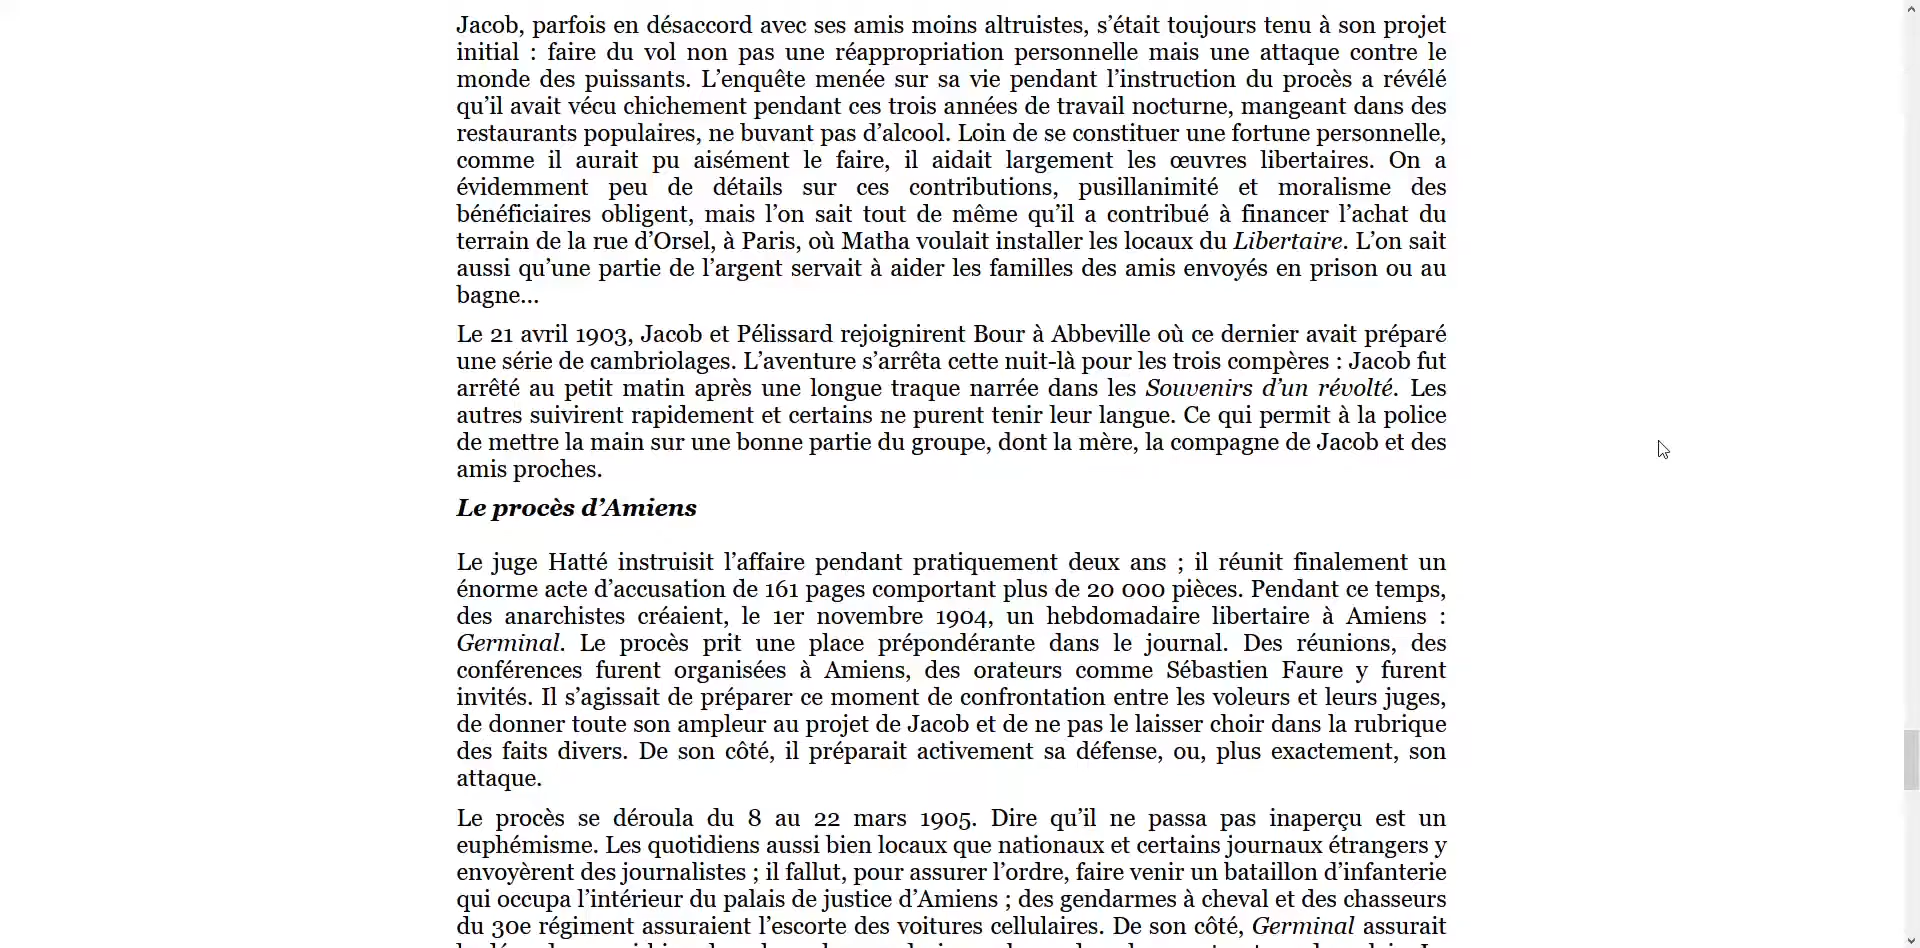 Jacob, parfois en désaccord avec ses amis moins altruistes, s’était toujours tenu à son projet
initial : faire du vol non pas une réappropriation personnelle mais une attaque contre le
monde des puissants. L’enquête menée sur sa vie pendant l’instruction du procès a révélé
qu’il avait vécu chichement pendant ces trois années de travail nocturne, mangeant dans des
restaurants populaires, ne buvant pas d’alcool. Loin de se constituer une fortune personnelle,
comme il aurait pu aisément le faire, il aidait largement les œuvres libertaires. On a
évidemment peu de détails sur ces contributions, pusillanimité et moralisme des
bénéficiaires obligent, mais l’on sait tout de même qu’il a contribué à financer l’achat du
terrain de la rue d’Orsel, à Paris, où Matha voulait installer les locaux du Libertaire. L’on sait
aussi qu’une partie de l’argent servait à aider les familles des amis envoyés en prison ou au
bagne...
Le 21 avril 1903, Jacob et Pélissard rejoignirent Bour à Abbeville où ce dernier avait préparé
une série de cambriolages. L’aventure s’arrêta cette nuit-là pour les trois compères : Jacob fut
arrêté au petit matin après une longue traque narrée dans les Souvenirs d’un révolté. Les
autres suivirent rapidement et certains ne purent tenir leur langue. Ce qui permit à la police
de mettre la main sur une bonne partie du groupe, dont la mère, la compagne de Jacob et des
amis proches.
Le procès d’Amiens
Le juge Hatté instruisit l’affaire pendant pratiquement deux ans ; il réunit finalement un
énorme acte d’accusation de 161 pages comportant plus de 20 000 pièces. Pendant ce temps,
des anarchistes créaient, le 1er novembre 1904, un hebdomadaire libertaire à Amiens :
Germinal. Le procès prit une place prépondérante dans le journal. Des réunions, des
conférences furent organisées à Amiens, des orateurs comme Sébastien Faure y furent
invités. Il s’agissait de préparer ce moment de confrontation entre les voleurs et leurs juges,
de donner toute son ampleur au projet de Jacob et de ne pas le laisser choir dans la rubrique
des faits divers. De son côté, il préparait activement sa défense, ou, plus exactement, son
attaque.
Le procès se déroula du 8 au 22 mars 1905. Dire qu’il ne passa pas inaperçu est un
euphémisme. Les quotidiens aussi bien locaux que nationaux et certains journaux étrangers y
envoyèrent des journalistes ; il fallut, pour assurer l’ordre, faire venir un bataillon d’infanterie
qui occupa l’intérieur du palais de justice d’Amiens ; des gendarmes à cheval et des chasseurs
du 30e régiment assuraient l’escorte des voitures cellulaires. De son côté, Germinal assurait